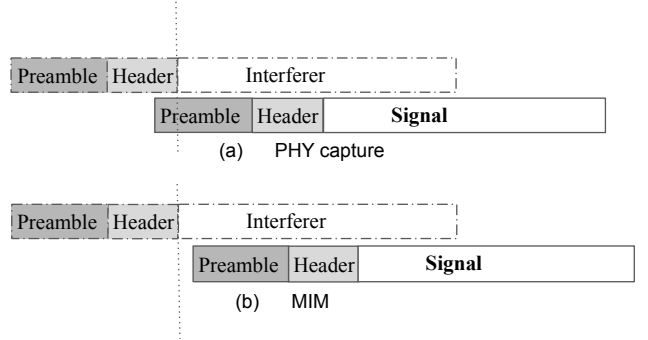 Preamble Header Interferer
Preamble Header Signal
(a) PHY capture
Preamble Header Interferer
Preamble Header Signal
(b) MIM